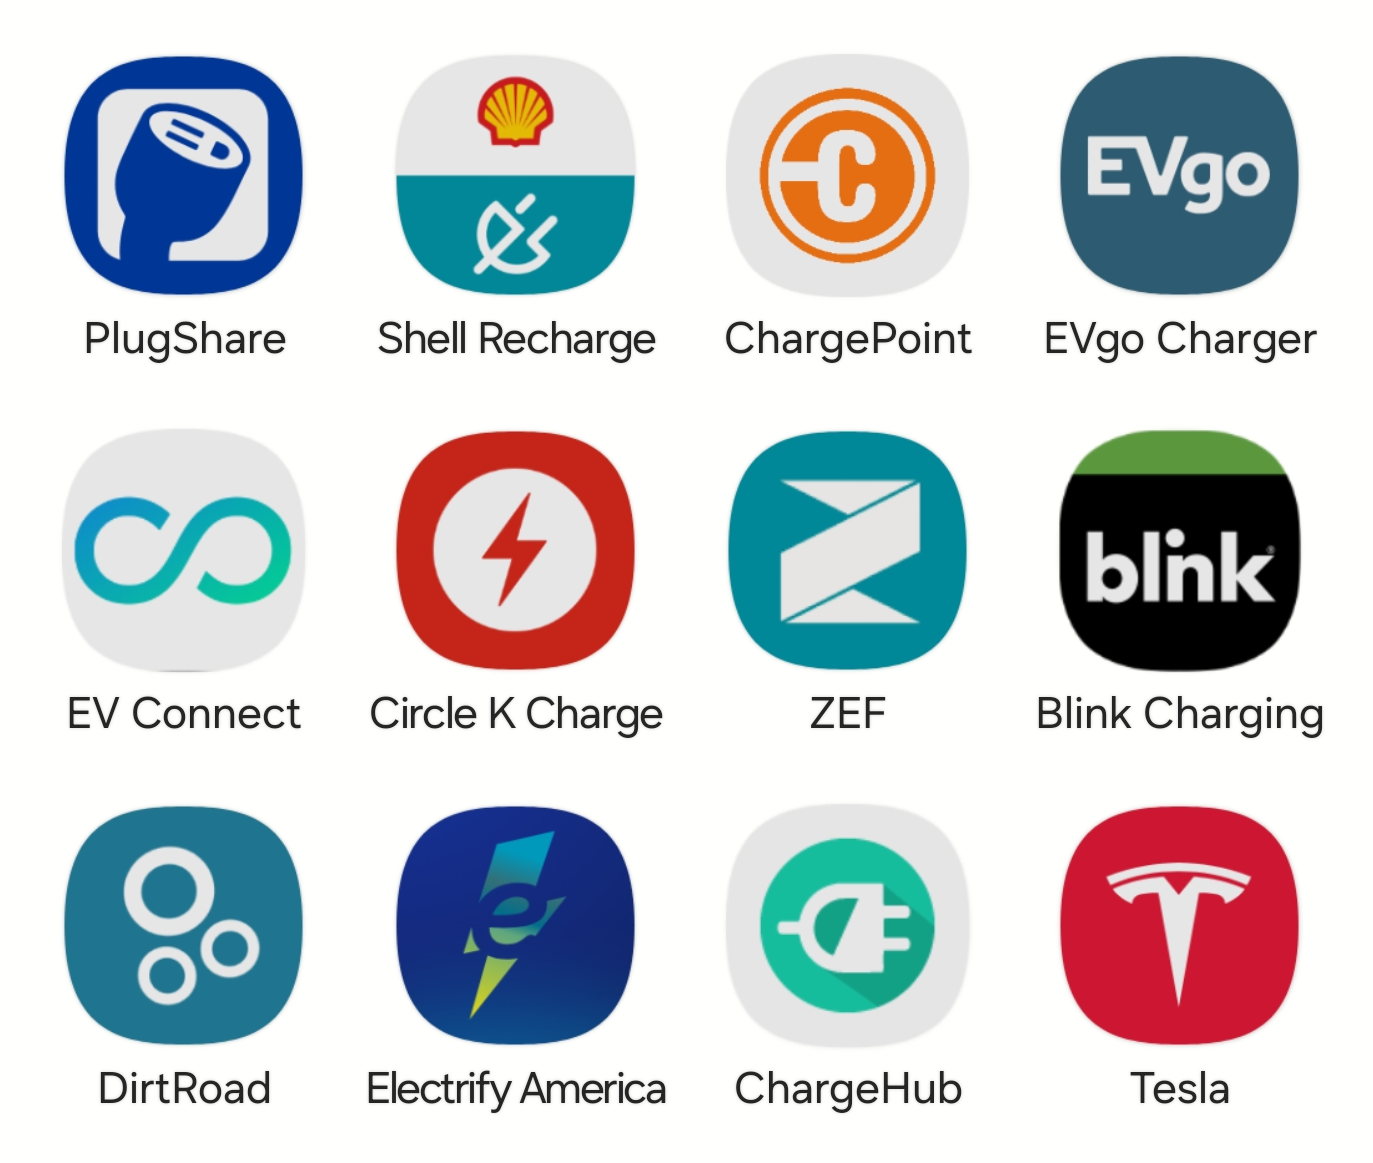 EVgo
PlugShare
Shell Recharge
ChargePoint
EVgo Charger
blink
EV Connect
Circle K Charge
ZEF
Blink Charging
e
DirtRoad
Electrify America
ChargeHub
Tesla